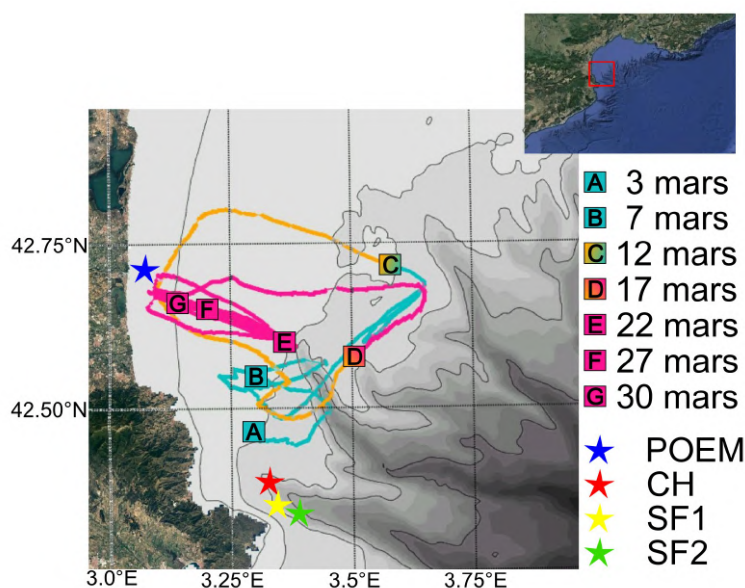 A 3 mars
B 7 mars
C 12 mars
D 17 mars
E 22 mars
F 27 mars
G 30 mars
POEM
CH
SF1
SF2
42.75°N
42.50°N
C
G
F
E
D
B
A
3.0°E 3.25°E 3.50°E 3.75°E